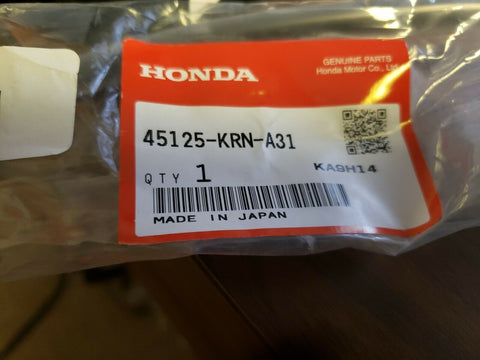 HONDA
GENUINE PARTS
Honda Motor Co., Ltd
45125-KRN-A31
QTY 1
KA9H14
MADE IN JAPAN